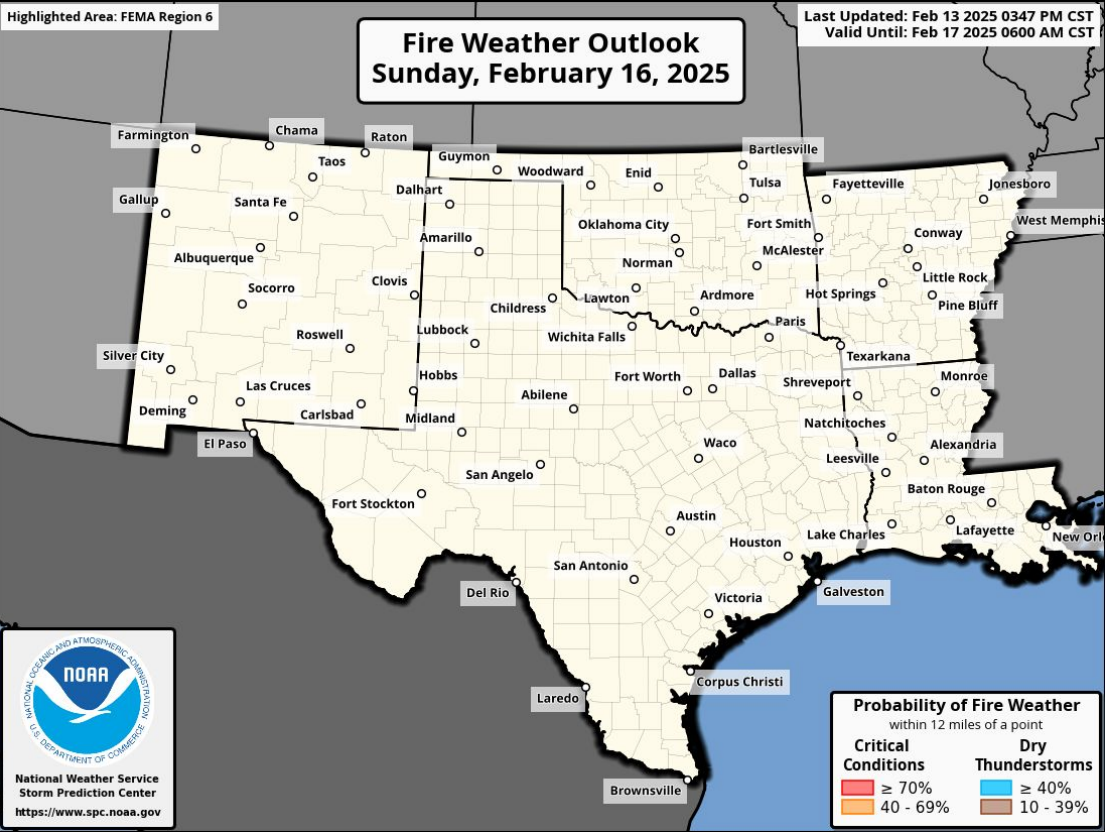 Highlighted Area: FEMA Region 6
Fire Weather Outlook
Sunday, February 16, 2025
Last Updated: Feb 13 2025 0347 PM CST
Valid Until: Feb 17 2025 0600 AM CST
Farmington
Chama
Raton
Taos
Guymon
Woodward
Enid
Bartlesville
Tulsa
Fayetteville
Jonesboro
Gallup
Santa Fe
Dalhart
West Memphis
Albuquerque
Amarillo
Oklahoma City
Fort Smith
Conway
Norman
McAlester
Little Rock
Socorro
Clovis
Childress
Lawton
Ardmore
Hot Springs
Pine Bluff
Roswell
Lubbock
Wichita Falls
Paris
Texarkana
Silver City
Las Cruces
Hobbs
Abilene
Fort Worth
Dallas
Shreveport
Monroe
Deming
Carlsbad
Midland
Natchitoches
El Paso
San Angelo
Waco
Leesville
Alexandria
Fort Stockton
Austin
Baton Rouge
Houston
Lake Charles
Lafayette
New Orl
San Antonio
Del Rio
Victoria
Galveston
Laredo
Corpus Christi
Brownsville
NATIONAL OCEANIC AND ATMOSPHERIC ADMINISTRATION
NOAA
U.S. DEPARTMENT OF COMMERCE
National Weather Service
Storm Prediction Center
https://www.spc.noaa.gov
Probability of Fire Weather
within 12 miles of a point
Critical
Conditions
≥ 70%
40 - 69%
Dry
Thunderstorms
≥ 40%
10 - 39%